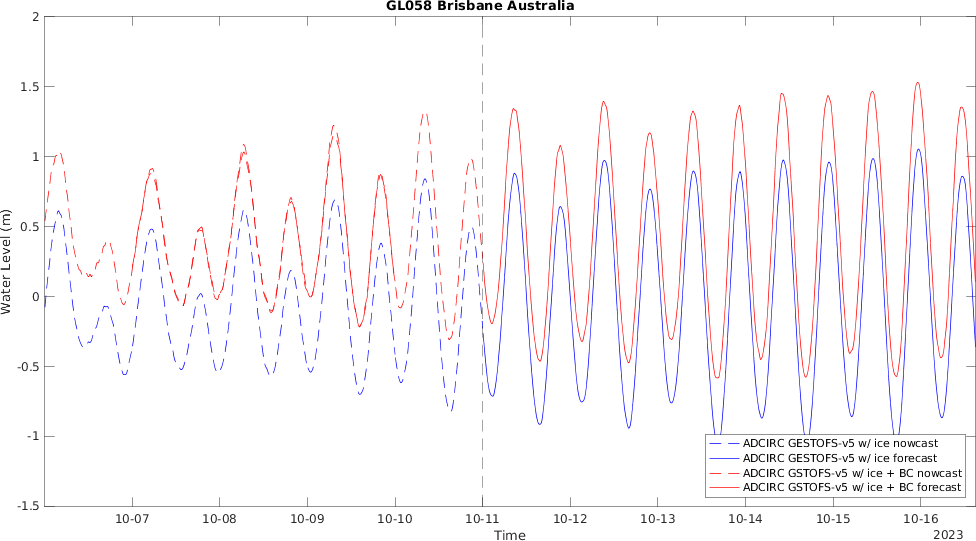 GL058 Brisbane Australia
2
1.5
1
0.5
0
-0.5
-1
-1.5
Water Level (m)
10-07 10-08 10-09 10-10 10-11 10-12 10-13 10-14 10-15 10-16
Time
2023
ADCIRC GESTOFS-v5 w/ ice nowcast
ADCIRC GESTOFS-v5 w/ ice forecast
ADCIRC GSTOFS-v5 w/ ice + BC nowcast
ADCIRC GSTOFS-v5 w/ ice + BC forecast